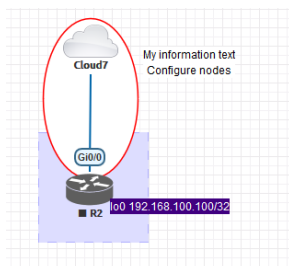 My information text
Configure nodes
Cloud7
Gi0/0
lo0 192.168.100.100/32
R2